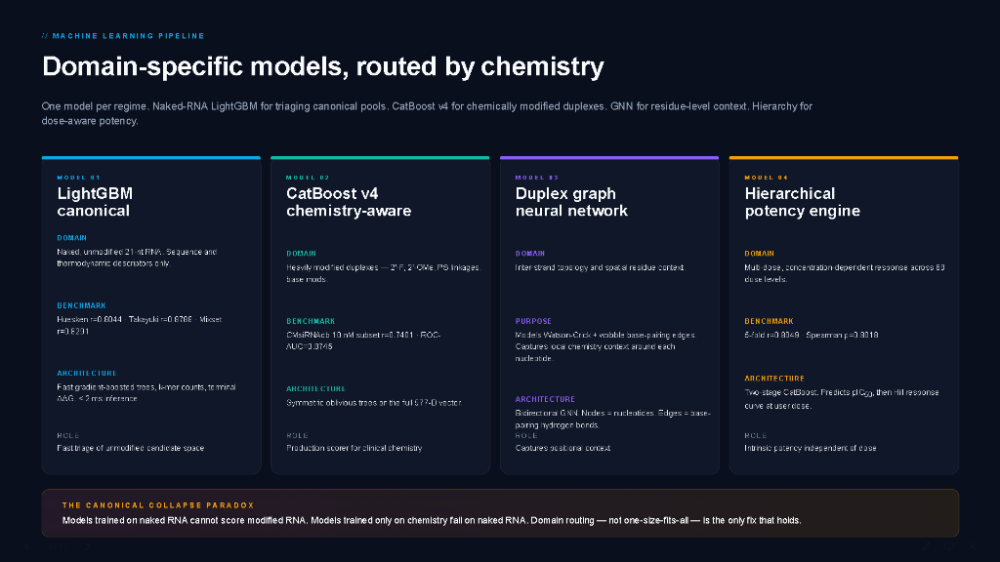 // MACHINE LEARNING PIPELINE
Domain-specific models, routed by chemistry
One model per regime. Naked-RNA LightGBM for triaging canonical pools. CatBoost v4 for chemically modified duplexes. GNN for residue-level context. Hierarchy for
dose-aware potency.
MODEL 01
LightGBM
canonical
DOMAIN
Naked, unmodified 21-nt RNA. Sequence and
thermodynamic descriptors only.
BENCHMARK
Huesken r=0.8044 · Takayuki r=0.8788 · Mixset
r=0.8201
ARCHITECTURE
Fast gradient-boosted trees, k-mer counts, terminal
ΔΔG. < 2 ms inference.
ROLE
Fast triage of unmodified candidate space
MODEL 02
CatBoost v4
chemistry-aware
DOMAIN
Heavily modified duplexes — 2'-F, 2'-OMe, PS linkages,
base mods.
BENCHMARK
CMsiRNAdb 10 nM subset r=0.7401 · ROC-
AUC=0.8745
ARCHITECTURE
Symmetric oblivious trees on the full 577-D vector.
ROLE
Production scorer for clinical chemistry
MODEL 03
Duplex graph
neural network
DOMAIN
Inter-strand topology and spatial residue context.
PURPOSE
Models Watson-Crick + wobble base-pairing edges.
Captures local chemistry context around each
nucleotide.
ARCHITECTURE
Bidirectional GNN. Nodes = nucleotides. Edges = base-
pairing hydrogen bonds.
ROLE
Captures positional context
MODEL 04
Hierarchical
potency engine
DOMAIN
Multi-dose, concentration-dependent response across
dose levels.
BENCHMARK
5-fold r=0.8049 · Spearman ρ=0.8018
ARCHITECTURE
Two-stage CatBoost. Predicts pIC50, then Hill response
curve at user dose.
ROLE
Intrinsic potency independent of dose
THE CANONICAL COLLAPSE PARADOX
Models trained on naked RNA cannot score modified RNA. Models trained only on chemistry fail on naked RNA. Domain routing — not one-size-fits-all — is the only fix that holds.